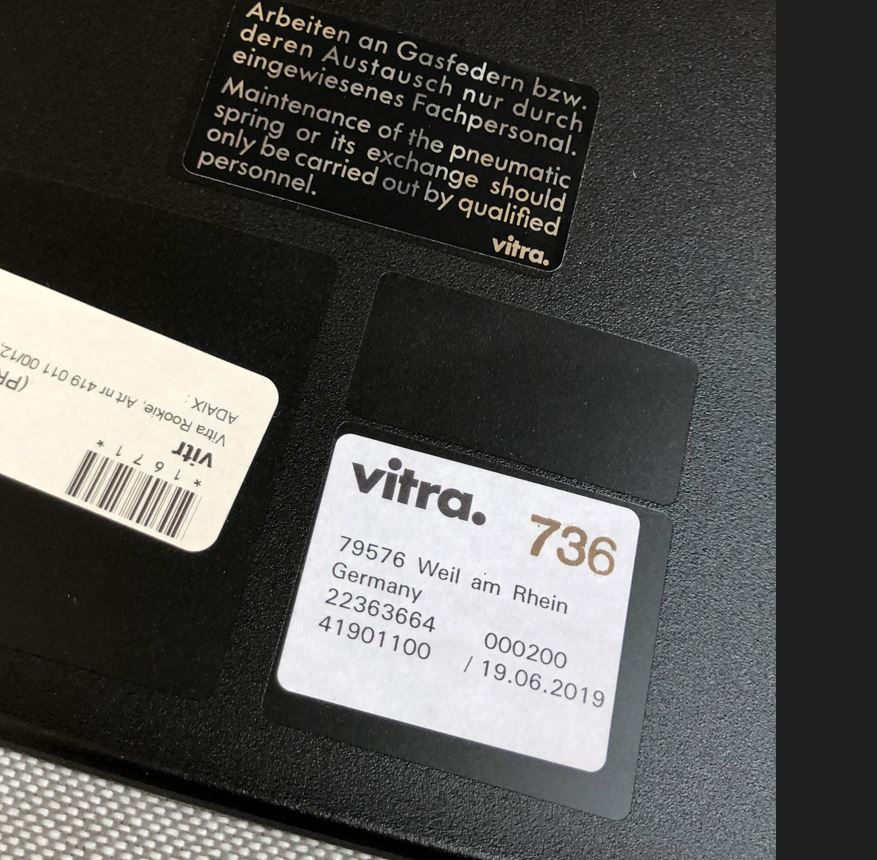 Arbeiten an Gasfedern bzw.
deren Austausch nur durch
eingewiesenes Fachpersonal.
Maintenance of the pneumatic
spring or its exchange should
only be carried out by qualified
personnel.
vitra.
*1671*
vitr
Vitra Rookie, Art nr 419 011 00/12,
ADAIX :
(PR
vitra.
736
79576 Weil am Rhein
Germany
22363664 000200
41901100 / 19.06.2019